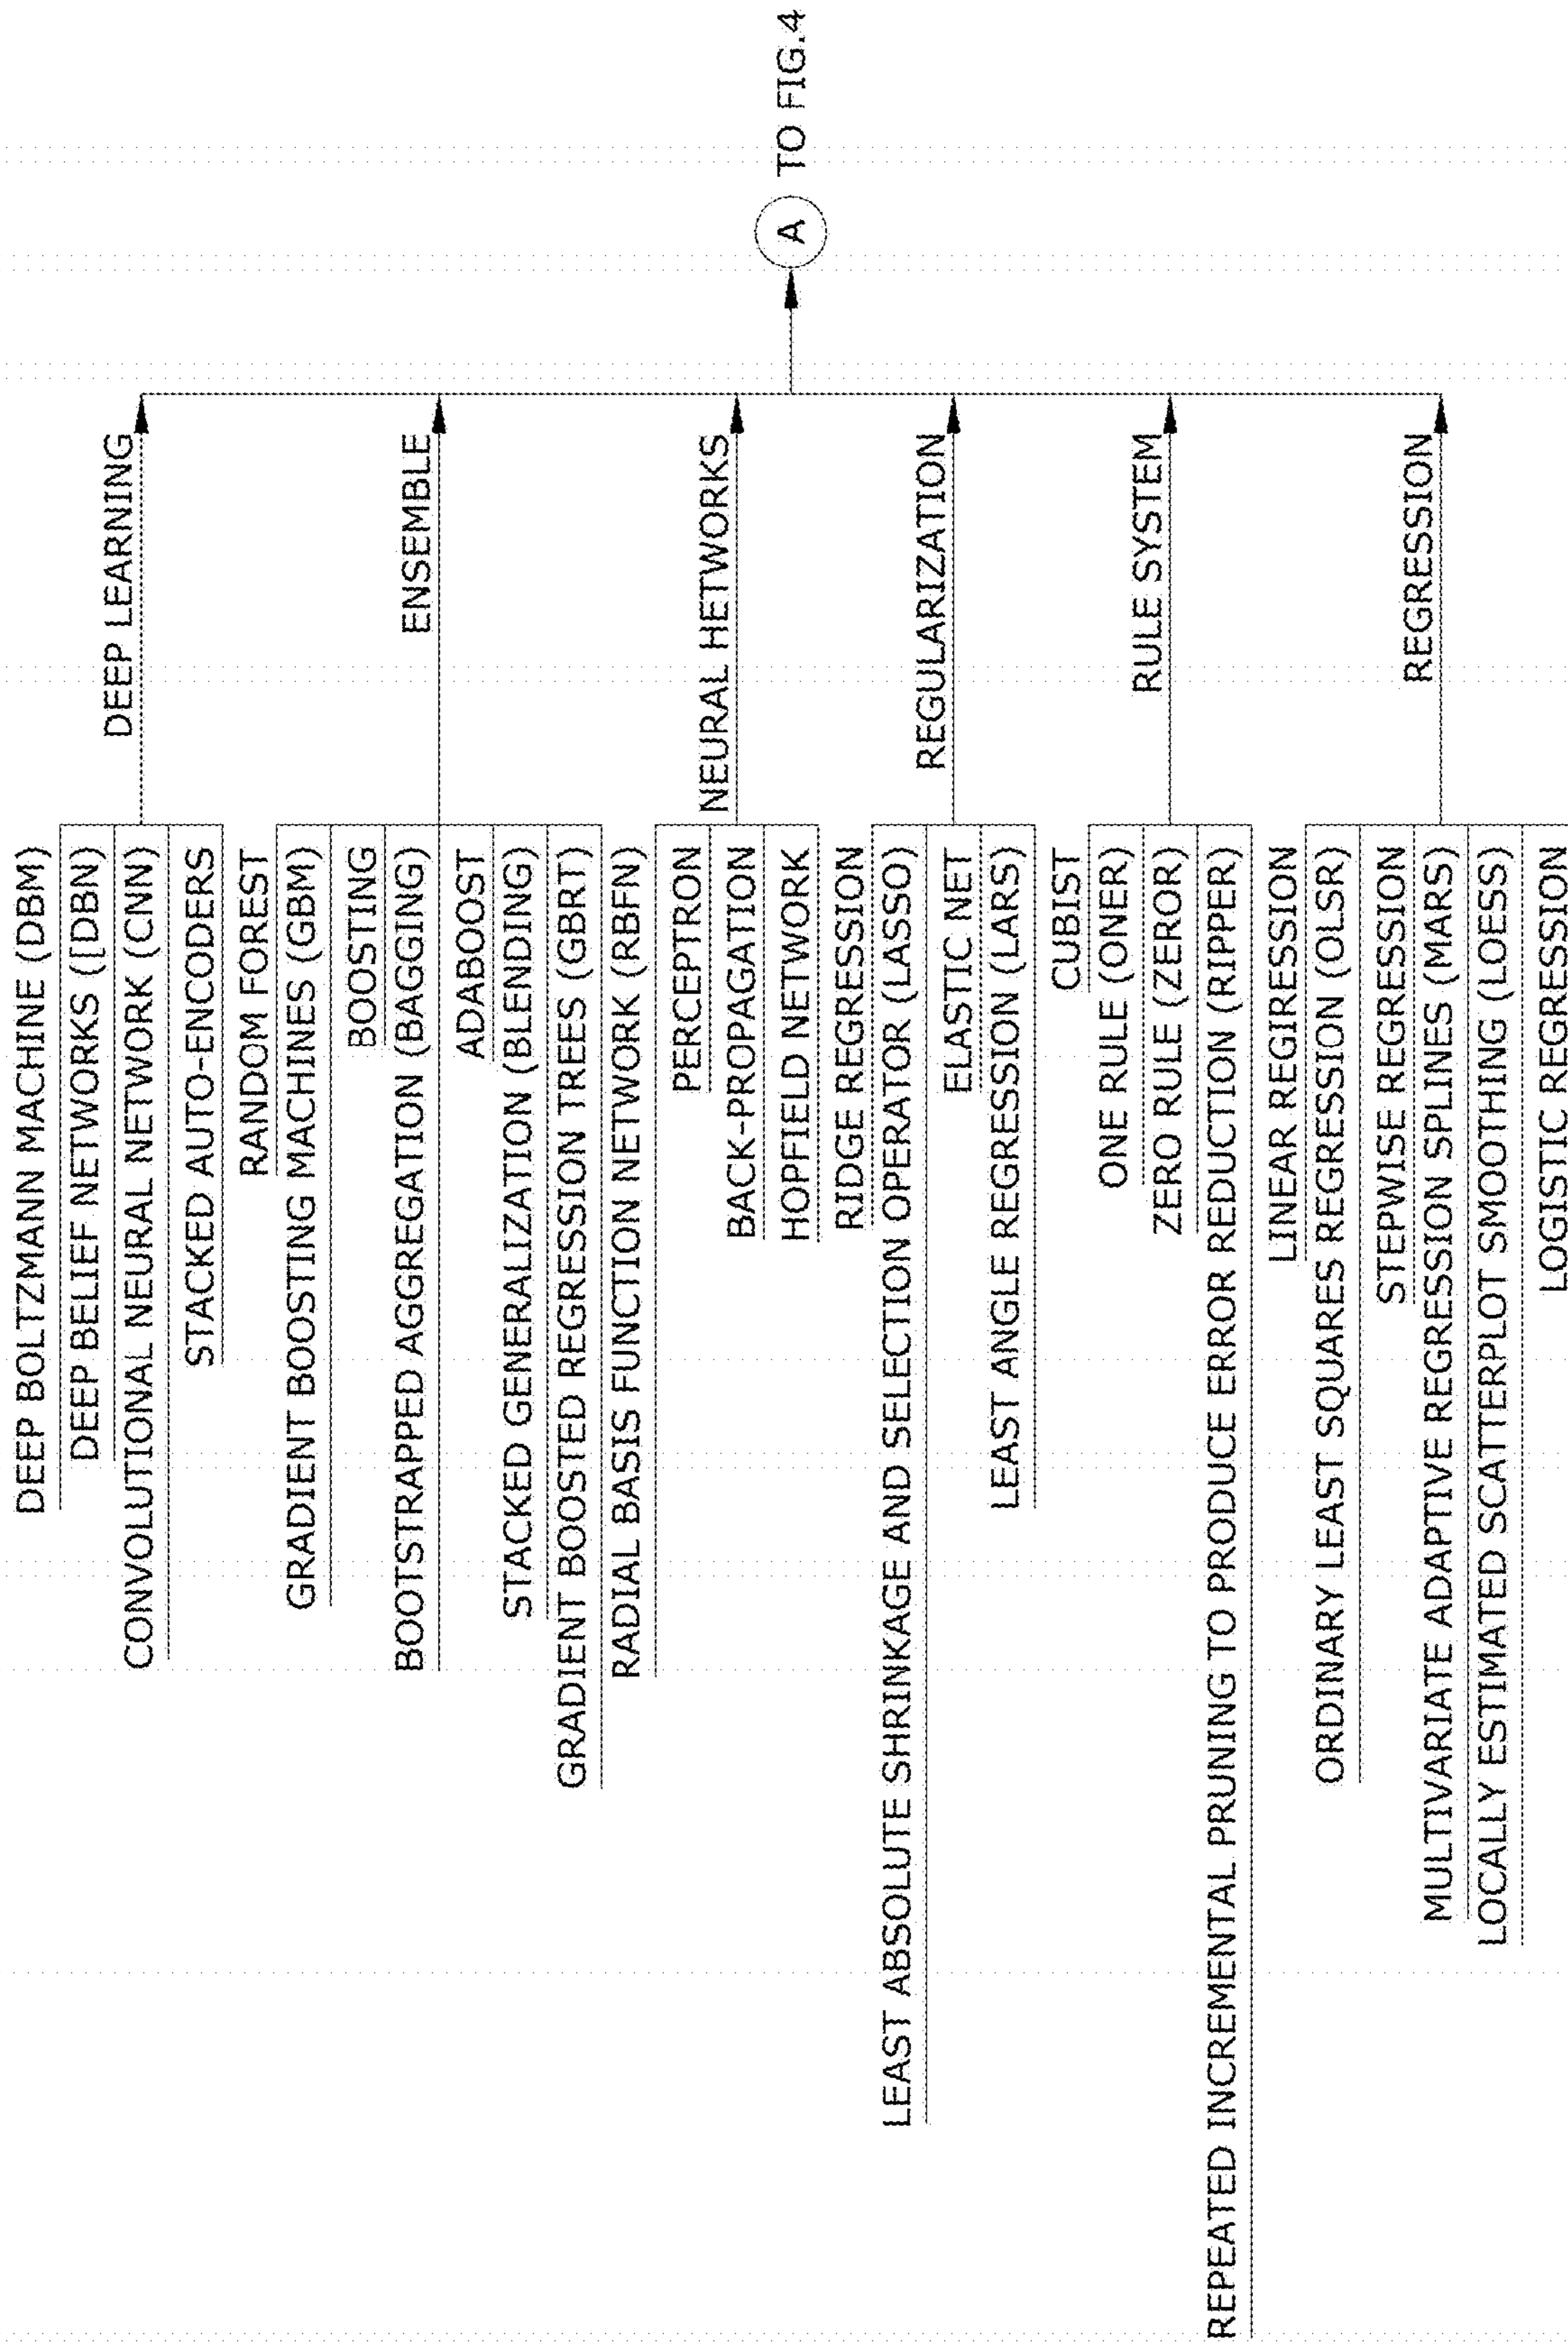 DEEP BOLTZMANN MACHINE (DBM)
DEEP BELIEF NETWORKS ([DBN)
CONVOLUTIONAL NEURAL NETWORK (CNN)
STACKED AUTO-ENCODERS
DEEP LEARNING
RANDOM FOREST
GRADIENT BOOSTING MACHINES (GBM)
BOOSTING
BOOTSTRAPPED AGGREGATION (BAGGING)
ADABOOST
STACKED GENERALIZATION (BLENDING)
GRADIENT BOOSTED REGRESSION TREES (GBRT)
ENSEMBLE
RADIAL BASIS FUNCTION NETWORK (RBFN)
PERCEPTRON
BACK-PROPAGATION
HOPFIELD NETWORK
NEURAL HETWORKS
RIDGE REGRESSION
LEAST ABSOLUTE SHRINKAGE AND SELECTION OPERATOR (LASSO)
ELASTIC NET
LEAST ANGLE REGRESSION (LARS)
REGULARIZATION
CUBIST
ONE RULE (ONER)
ZERO RULE (ZEROR)
REPEATED INCREMENTAL PRUNING TO PRODUCE ERROR REDUCTION (RIPPER)
RULE SYSTEM
LINEAR REGIRESSION
ORDINARY LEAST SQUARES REGRESSION (OLSR)
STEPWISE REGRESSION
MULTIVARIATE ADAPTIVE REGRESSION SPLINES (MARS)
LOCALLY ESTIMATED SCATTERPLOT SMOOTHING (LOESS)
LOGISTIC REGRESSION
REGRESSION
A TO FIG.4